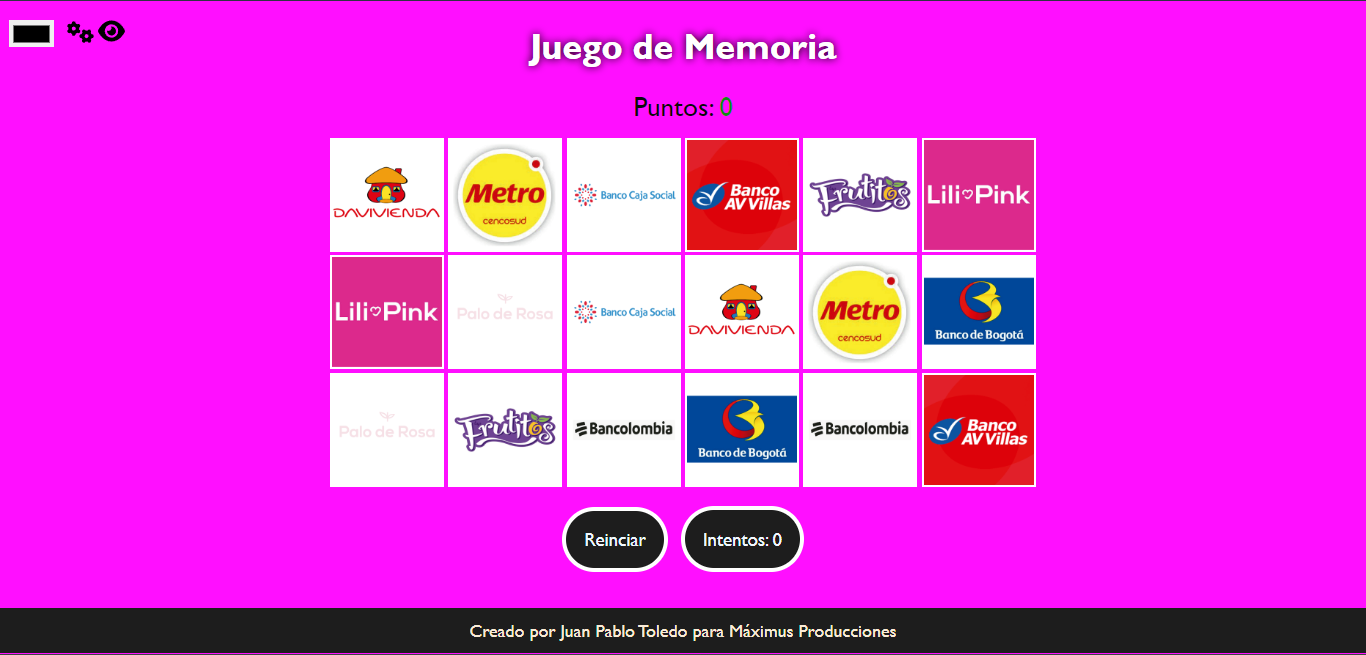 Juego de Memoria
Puntos: 0
DAVIVIENDA
Metro
cencosud
Banco Caja Social
Banco
AV Villas
Frutitos
Lili Pink
Lili Pink
Palo de Rosa
Banco Caja Social
DAVIVIENDA
Metro
cencosud
Banco de Bogotá
Palo de Rosa
Frutitos
Bancolombia
Banco de Bogotá
Bancolombia
Banco
AV Villas
Reinciar
Intentos: 0
Creado por Juan Pablo Toledo para Máximus Producciones